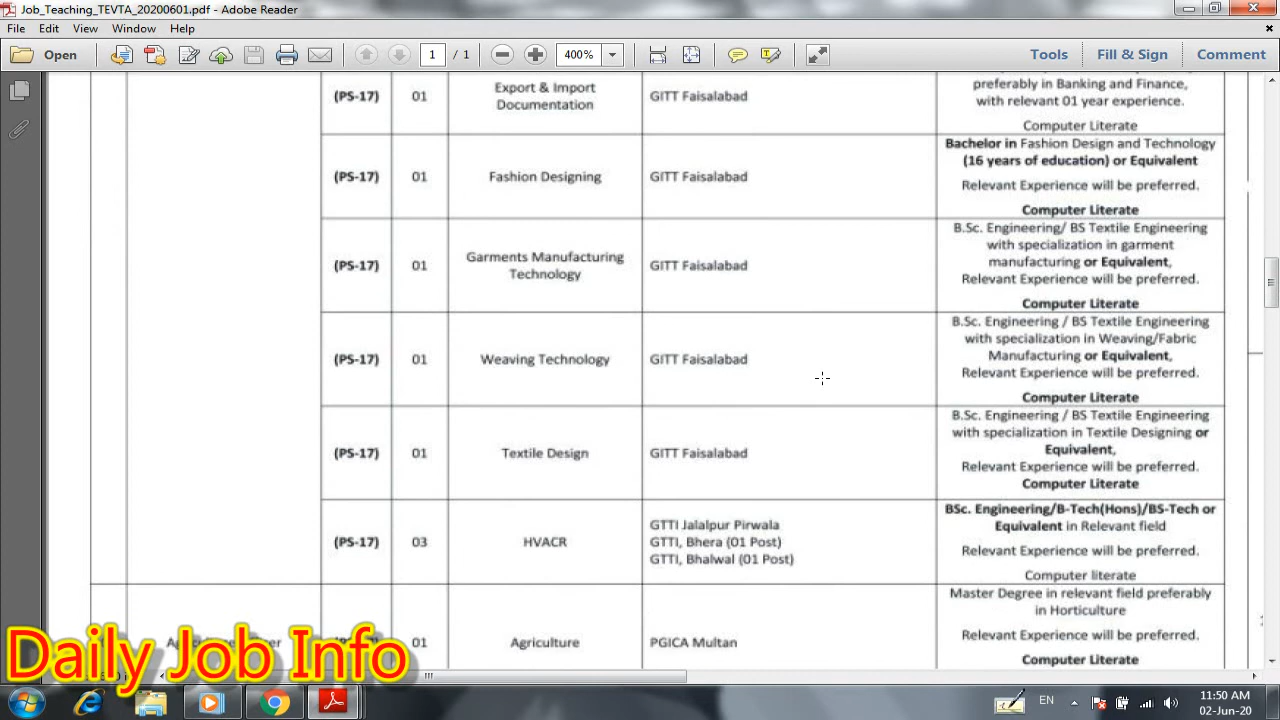 Job_Teaching_TEVTA_20200601.pdf - Adobe Reader
File Edit View Window Help
Open 1 / 1 400% Tools Fill & Sign Comment
(PS-17) 01 Export & Import Documentation GITT Faisalabad
preferably in Banking and Finance,
with relevant 01 year experience.
Computer Literate
(PS-17) 01 Fashion Designing GITT Faisalabad
Bachelor in Fashion Design and Technology
(16 years of education) or Equivalent
Relevant Experience will be preferred.
Computer Literate
(PS-17) 01 Garments Manufacturing Technology GITT Faisalabad
B.Sc. Engineering/ BS Textile Engineering
with specialization in garment
manufacturing or Equivalent,
Relevant Experience will be preferred.
Computer Literate
(PS-17) 01 Weaving Technology GITT Faisalabad
B.Sc. Engineering / BS Textile Engineering
with specialization in Weaving/Fabric
Manufacturing or Equivalent,
Relevant Experience will be preferred.
Computer Literate
(PS-17) 01 Textile Design GITT Faisalabad
B.Sc. Engineering / BS Textile Engineering
with specialization in Textile Designing or
Equivalent,
Relevant Experience will be preferred.
Computer Literate
(PS-17) 03 HVACR
GTTI Jalalpur Pirwala
GTTI, Bhera (01 Post)
GTTI, Bhalwal (01 Post)
BSc. Engineering/B-Tech(Hons)/BS-Tech or
Equivalent in Relevant field
Relevant Experience will be preferred.
Computer literate
01 Agriculture PGICA Multan
Master Degree in relevant field preferably
in Horticulture
Relevant Experience will be preferred.
Computer Literate
Daily Job Info
EN
11:50 AM
02-Jun-20